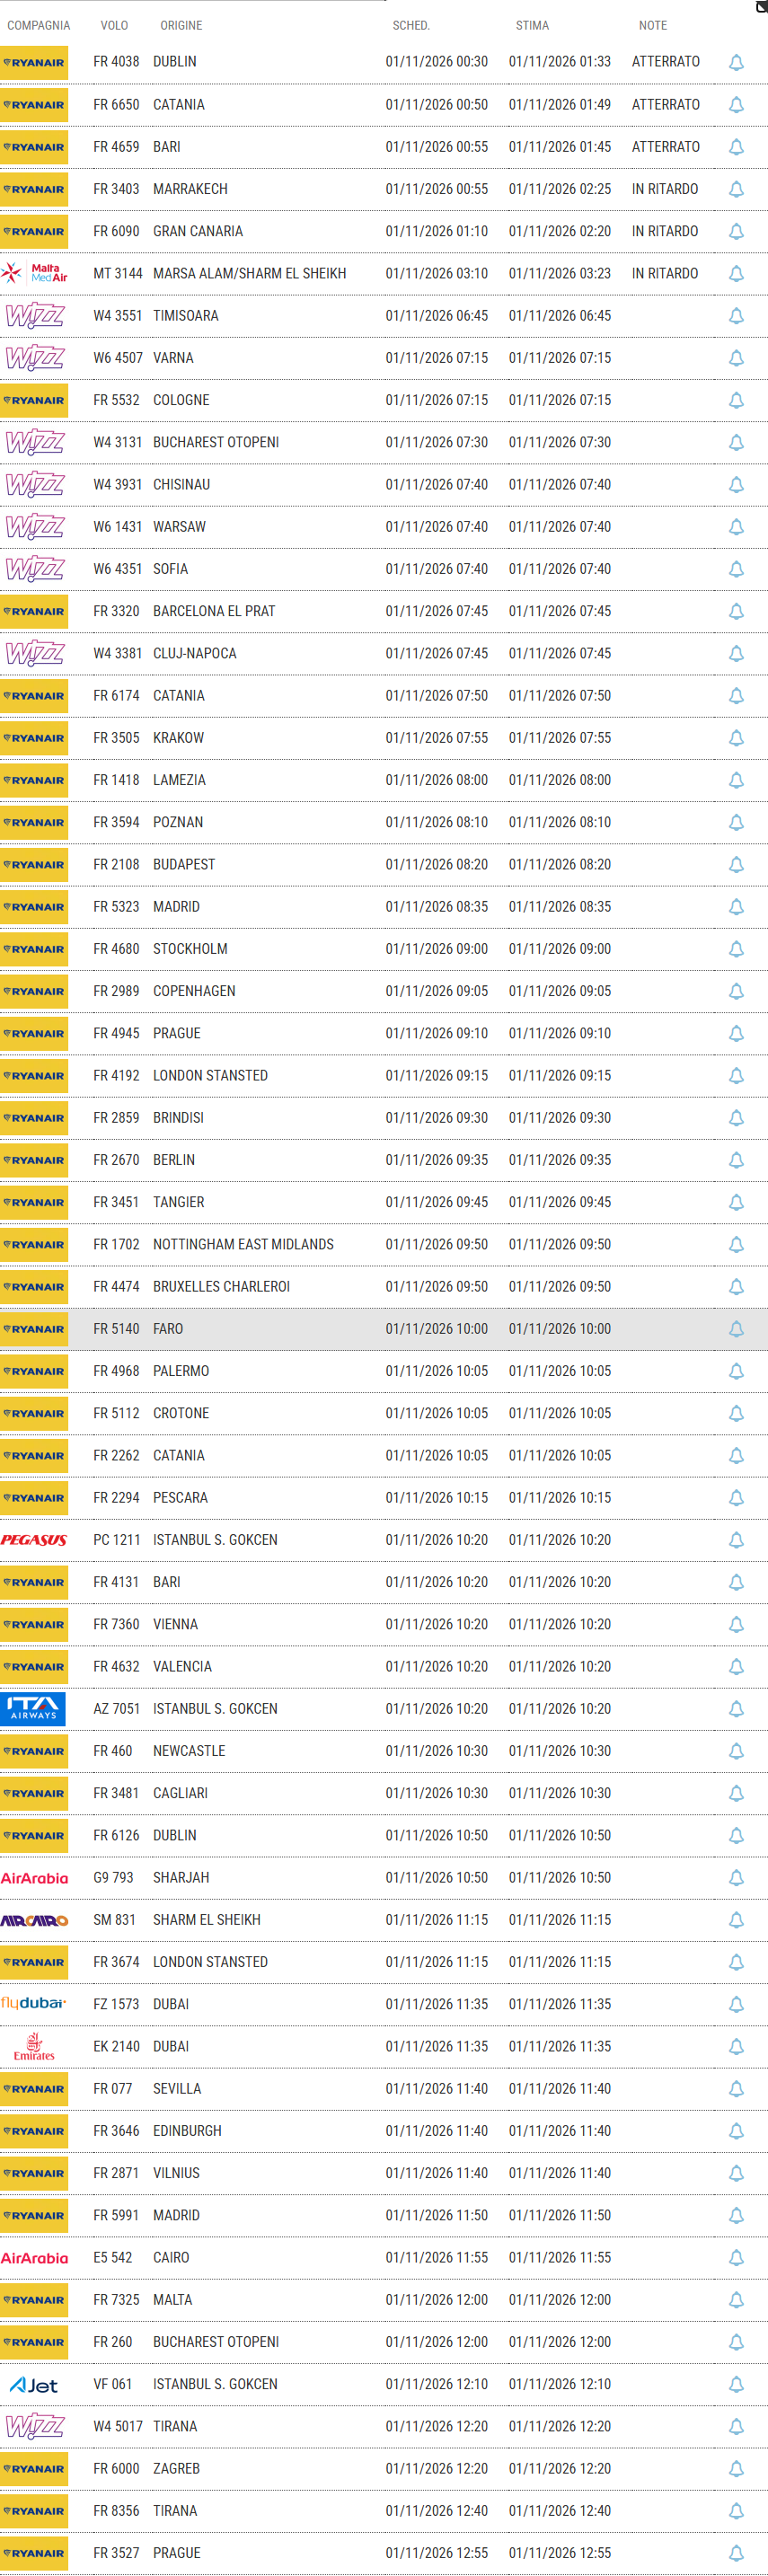 COMPAGNIA VOLO ORIGINE SCHED. STIMA NOTE
RYANAIR FR 4038 DUBLIN 01/11/2026 00:30 01/11/2026 01:33 ATTERRATO
RYANAIR FR 6650 CATANIA 01/11/2026 00:50 01/11/2026 01:49 ATTERRATO
RYANAIR FR 4659 BARI 01/11/2026 00:55 01/11/2026 01:45 ATTERRATO
RYANAIR FR 3403 MARRAKECH 01/11/2026 00:55 01/11/2026 02:25 IN RITARDO
RYANAIR FR 6090 GRAN CANARIA 01/11/2026 01:10 01/11/2026 02:20 IN RITARDO
Malta MedAir MT 3144 MARSA ALAM/SHARM EL SHEIKH 01/11/2026 03:10 01/11/2026 03:23 IN RITARDO
Wizz W4 3551 TIMISOARA 01/11/2026 06:45 01/11/2026 06:45
Wizz W6 4507 VARNA 01/11/2026 07:15 01/11/2026 07:15
RYANAIR FR 5532 COLOGNE 01/11/2026 07:15 01/11/2026 07:15
Wizz W4 3131 BUCHAREST OTOPENI 01/11/2026 07:30 01/11/2026 07:30
Wizz W4 3931 CHISINAU 01/11/2026 07:40 01/11/2026 07:40
Wizz W6 1431 WARSAW 01/11/2026 07:40 01/11/2026 07:40
Wizz W6 4351 SOFIA 01/11/2026 07:40 01/11/2026 07:40
RYANAIR FR 3320 BARCELONA EL PRAT 01/11/2026 07:45 01/11/2026 07:45
Wizz W4 3381 CLUJ-NAPOCA 01/11/2026 07:45 01/11/2026 07:45
RYANAIR FR 6174 CATANIA 01/11/2026 07:50 01/11/2026 07:50
RYANAIR FR 3505 KRAKOW 01/11/2026 07:55 01/11/2026 07:55
RYANAIR FR 1418 LAMEZIA 01/11/2026 08:00 01/11/2026 08:00
RYANAIR FR 3594 POZNAN 01/11/2026 08:10 01/11/2026 08:10
RYANAIR FR 2108 BUDAPEST 01/11/2026 08:20 01/11/2026 08:20
RYANAIR FR 5323 MADRID 01/11/2026 08:35 01/11/2026 08:35
RYANAIR FR 4680 STOCKHOLM 01/11/2026 09:00 01/11/2026 09:00
RYANAIR FR 2989 COPENHAGEN 01/11/2026 09:05 01/11/2026 09:05
RYANAIR FR 4945 PRAGUE 01/11/2026 09:10 01/11/2026 09:10
RYANAIR FR 4192 LONDON STANSTED 01/11/2026 09:15 01/11/2026 09:15
RYANAIR FR 2859 BRINDISI 01/11/2026 09:30 01/11/2026 09:30
RYANAIR FR 2670 BERLIN 01/11/2026 09:35 01/11/2026 09:35
RYANAIR FR 3451 TANGIER 01/11/2026 09:45 01/11/2026 09:45
RYANAIR FR 1702 NOTTINGHAM EAST MIDLANDS 01/11/2026 09:50 01/11/2026 09:50
RYANAIR FR 4474 BRUXELLES CHARLEROI 01/11/2026 09:50 01/11/2026 09:50
RYANAIR FR 5140 FARO 01/11/2026 10:00 01/11/2026 10:00
RYANAIR FR 4968 PALERMO 01/11/2026 10:05 01/11/2026 10:05
RYANAIR FR 5112 CROTONE 01/11/2026 10:05 01/11/2026 10:05
RYANAIR FR 2262 CATANIA 01/11/2026 10:05 01/11/2026 10:05
RYANAIR FR 2294 PESCARA 01/11/2026 10:15 01/11/2026 10:15
PEGASUS PC 1211 ISTANBUL S. GOKCEN 01/11/2026 10:20 01/11/2026 10:20
RYANAIR FR 4131 BARI 01/11/2026 10:20 01/11/2026 10:20
RYANAIR FR 7360 VIENNA 01/11/2026 10:20 01/11/2026 10:20
RYANAIR FR 4632 VALENCIA 01/11/2026 10:20 01/11/2026 10:20
ITA AIRWAYS AZ 7051 ISTANBUL S. GOKCEN 01/11/2026 10:20 01/11/2026 10:20
RYANAIR FR 460 NEWCASTLE 01/11/2026 10:30 01/11/2026 10:30
RYANAIR FR 3481 CAGLIARI 01/11/2026 10:30 01/11/2026 10:30
RYANAIR FR 6126 DUBLIN 01/11/2026 10:50 01/11/2026 10:50
AirArabia G9 793 SHARJAH 01/11/2026 10:50 01/11/2026 10:50
AIR CAIRO SM 831 SHARM EL SHEIKH 01/11/2026 11:15 01/11/2026 11:15
RYANAIR FR 3674 LONDON STANSTED 01/11/2026 11:15 01/11/2026 11:15
flydubai FZ 1573 DUBAI 01/11/2026 11:35 01/11/2026 11:35
Emirates EK 2140 DUBAI 01/11/2026 11:35 01/11/2026 11:35
RYANAIR FR 077 SEVILLA 01/11/2026 11:40 01/11/2026 11:40
RYANAIR FR 3646 EDINBURGH 01/11/2026 11:40 01/11/2026 11:40
RYANAIR FR 2871 VILNIUS 01/11/2026 11:40 01/11/2026 11:40
RYANAIR FR 5991 MADRID 01/11/2026 11:50 01/11/2026 11:50
AirArabia E5 542 CAIRO 01/11/2026 11:55 01/11/2026 11:55
RYANAIR FR 7325 MALTA 01/11/2026 12:00 01/11/2026 12:00
RYANAIR FR 260 BUCHAREST OTOPENI 01/11/2026 12:00 01/11/2026 12:00
AJet VF 061 ISTANBUL S. GOKCEN 01/11/2026 12:10 01/11/2026 12:10
Wizz W4 5017 TIRANA 01/11/2026 12:20 01/11/2026 12:20
RYANAIR FR 6000 ZAGREB 01/11/2026 12:20 01/11/2026 12:20
RYANAIR FR 8356 TIRANA 01/11/2026 12:40 01/11/2026 12:40
RYANAIR FR 3527 PRAGUE 01/11/2026 12:55 01/11/2026 12:55